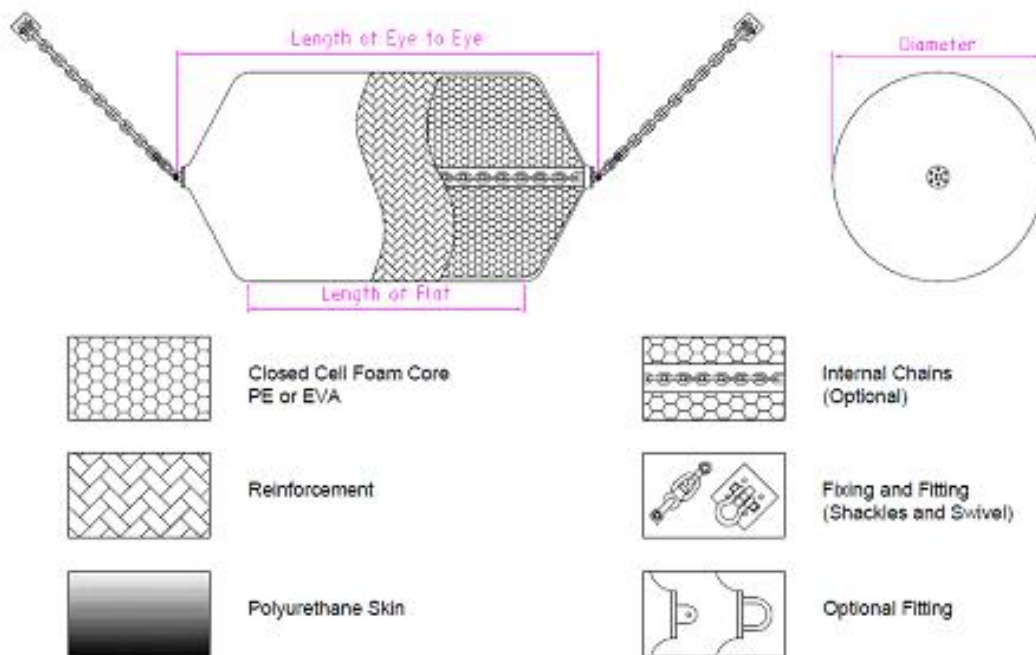 Length of Eye to Eye
Diameter
Length of Flat
Closed Cell Foam Core
PE or EVA
Internal Chains
(Optional)
Reinforcement
Fixing and Fitting
(Shackles and Swivel)
Polyurethane Skin
Optional Fitting